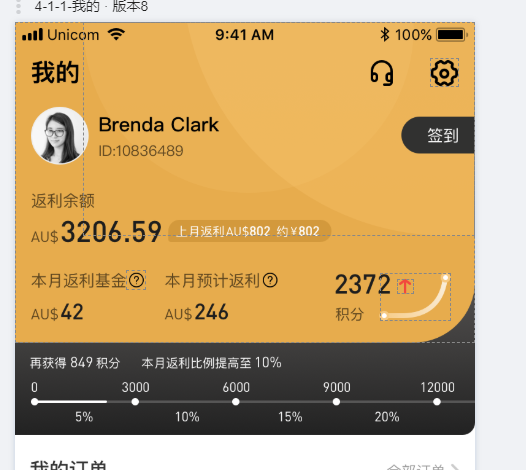 4-1-1-我的 · 版本8
Unicom 9:41 AM 100%
我的
Brenda Clark
ID:10836489
签到
返利余额
AU$3206.59 上月返利AU$802 约¥802
本月返利基金? 本月预计返利? 2372
AU$42 AU$246 积分
再获得 849 积分 本月返利比例提高至 10%
0 3000 6000 9000 12000
5% 10% 15% 20%
我的订单 全部订单